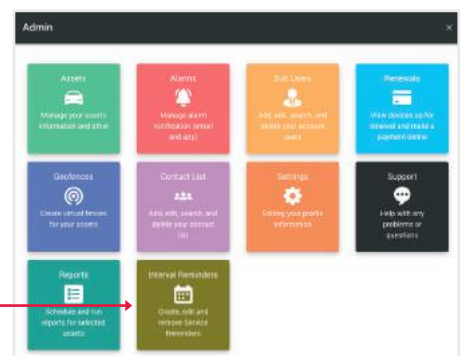 Admin ×
Assets
Manage your assets
information and other
Alarms
Manage alarm
notification (email
and app)
Sub Users
Add, edit, search, and
delete your account
users
Renewals
View devices up for
renewal and make a
payment online
Geofences
Create virtual fences
for your assets
Contact List
Add, edit, search, and
delete your contact
list
Settings
Editing your profile
information
Support
Help with any
problems or
questions
Reports
Schedule and run
reports for selected
assets
Interval Reminders
Create, edit and
remove Service
Reminders